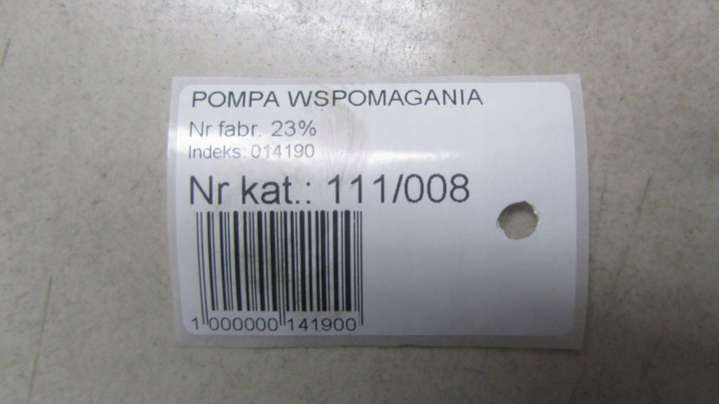 POMPA WSPOMAGANIA
Nr fabr. 23%
Indeks: 014190
Nr kat.: 111/008
1 000000 141900